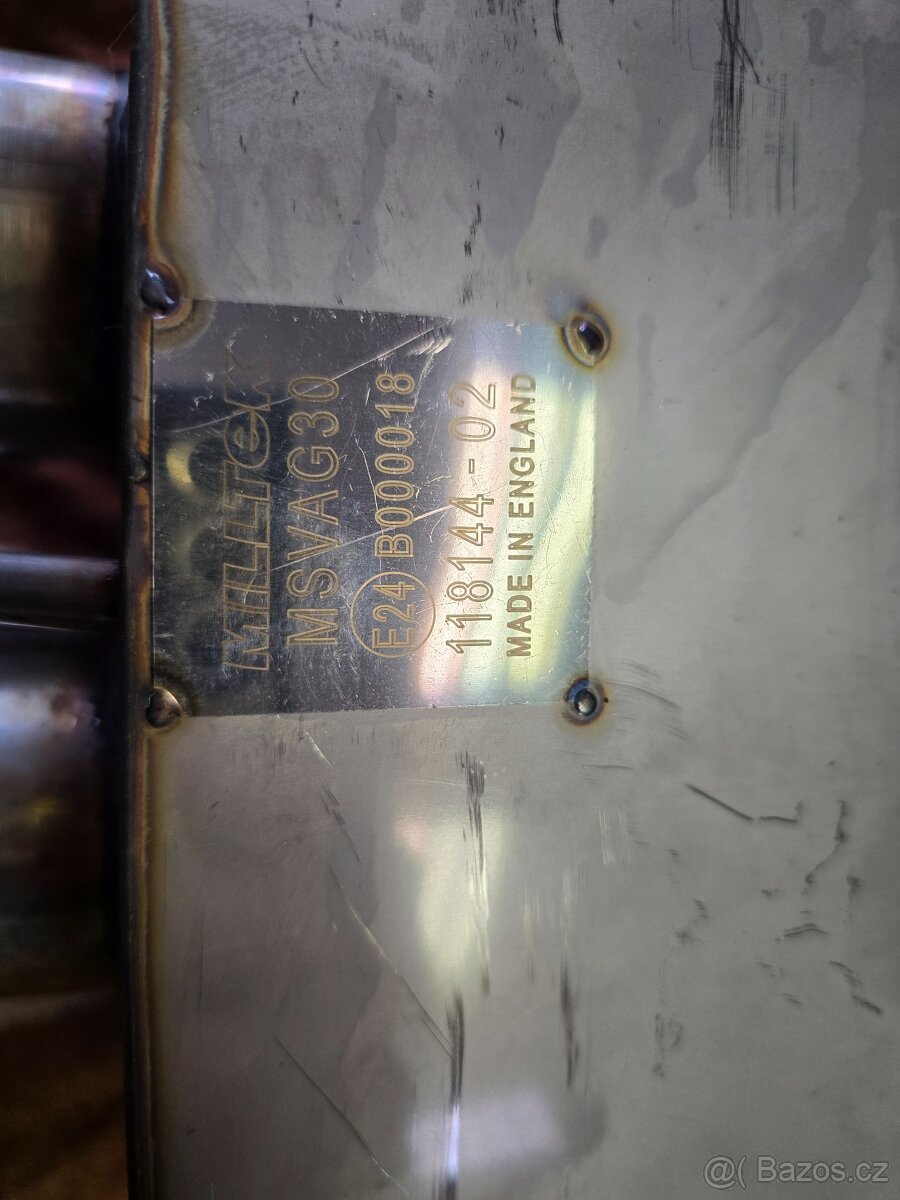 MILLTEK
MSVAG30
E24 B000018
118144-02
MADE IN ENGLAND
@( Bazos.cz